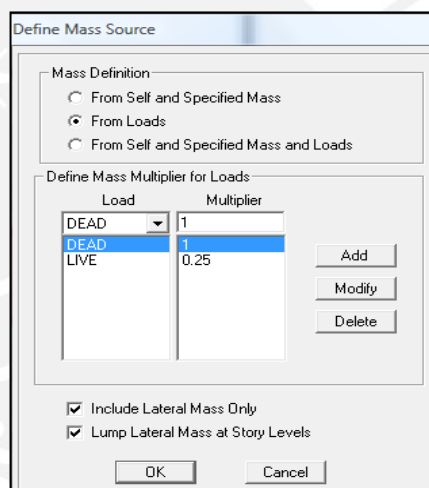 Define Mass Source
Mass Definition
From Self and Specified Mass
From Loads
From Self and Specified Mass and Loads
Define Mass Multiplier for Loads
Load Multiplier
DEAD 1
DEAD 1
LIVE 0.25
Add
Modify
Delete
Include Lateral Mass Only
Lump Lateral Mass at Story Levels
OK Cancel